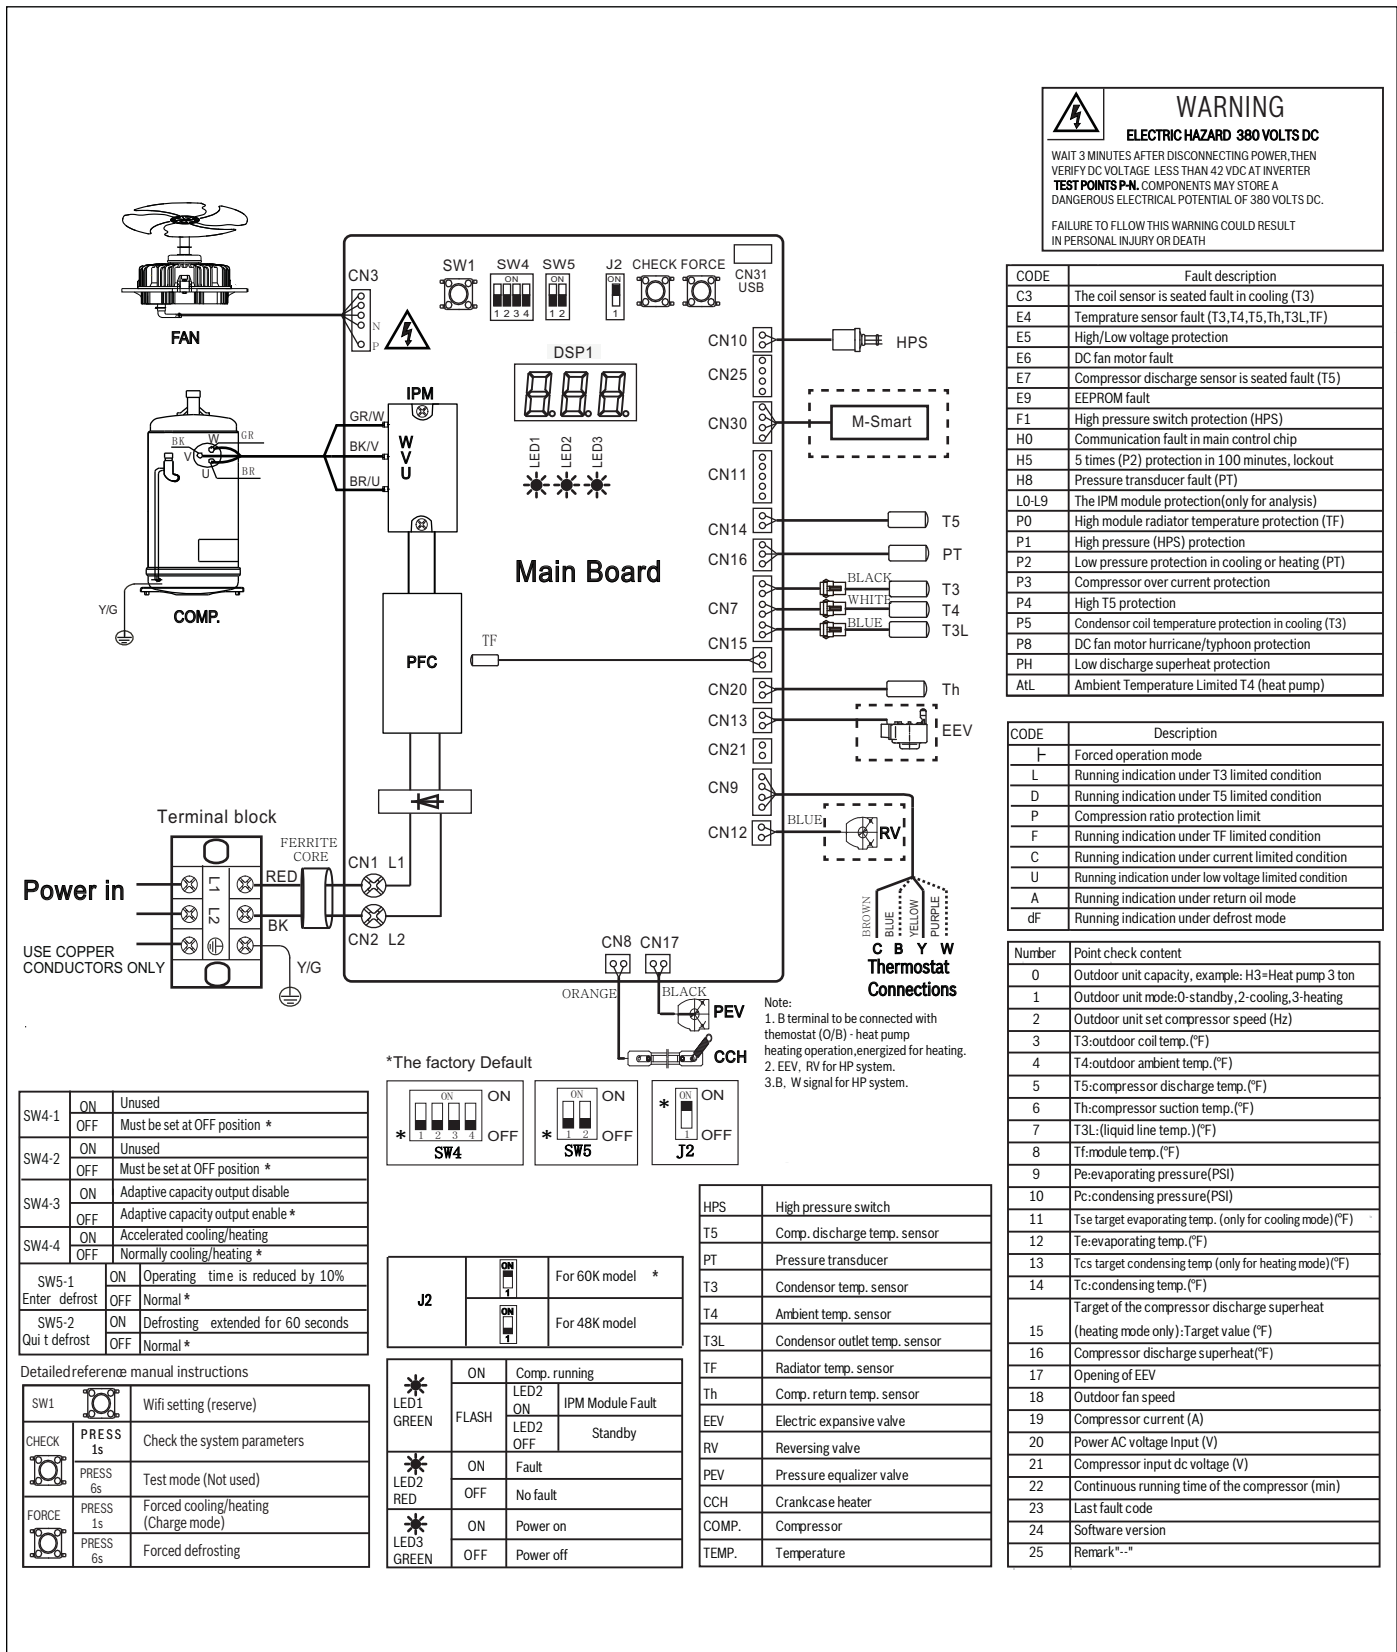 WARNING
ELECTRIC HAZARD 380 VOLTS DC
WAIT 3 MINUTES AFTER DISCONNECTING POWER,THEN
VERIFY DC VOLTAGE LESS THAN 42 VDC AT INVERTER
TEST POINTS P-N. COMPONENTS MAY STORE A
DANGEROUS ELECTRICAL POTENTIAL OF 380 VOLTS DC.
FAILURE TO FLLOW THIS WARNING COULD RESULT
IN PERSONAL INJURY OR DEATH
FAN
CN3
N
P
SW1
SW4
ON
1 2 3 4
SW5
ON
1 2
J2
ON
1
CHECK
FORCE
CN31
USB
DSP1
LED1
LED2
LED3
IPM
GR/W
BK/V
BR/U
W
V
U
BK
W
GR
V
U
BR
Y/G
COMP.
Main Board
PFC
TF
CN10
HPS
CN25
CN30
M-Smart
CN11
CN14
T5
CN16
PT
CN7
BLACK
T3
WHITE
T4
BLUE
T3L
CN15
CN20
Th
CN13
EEV
CN21
CN9
CN12
BLUE
RV
BROWN
BLUE
YELLOW
PURPLE
C B Y W
Thermostat
Connections
Terminal block
Power in
L1
L2
RED
BK
FERRITE
CORE
CN1 L1
CN2 L2
Y/G
USE COPPER
CONDUCTORS ONLY
CN8 CN17
ORANGE
BLACK
PEV
CCH
Note:
1. B terminal to be connected with
themostat (O/B) - heat pump
heating operation,energized for heating.
2. EEV, RV for HP system.
3.B, W signal for HP system.
CODE Fault description
C3 The coil sensor is seated fault in cooling (T3)
E4 Temprature sensor fault (T3,T4,T5,Th,T3L,TF)
E5 High/Low voltage protection
E6 DC fan motor fault
E7 Compressor discharge sensor is seated fault (T5)
E9 EEPROM fault
F1 High pressure switch protection (HPS)
H0 Communication fault in main control chip
H5 5 times (P2) protection in 100 minutes, lockout
H8 Pressure transducer fault (PT)
L0-L9 The IPM module protection(only for analysis)
P0 High module radiator temperature protection (TF)
P1 High pressure (HPS) protection
P2 Low pressure protection in cooling or heating (PT)
P3 Compressor over current protection
P4 High T5 protection
P5 Condensor coil temperature protection in cooling (T3)
P8 DC fan motor hurricane/typhoon protection
PH Low discharge superheat protection
AtL Ambient Temperature Limited T4 (heat pump)
CODE Description
├ Forced operation mode
L Running indication under T3 limited condition
D Running indication under T5 limited condition
P Compression ratio protection limit
F Running indication under TF limited condition
C Running indication under current limited condition
U Running indication under low voltage limited condition
A Running indication under return oil mode
dF Running indication under defrost mode
Number Point check content
0 Outdoor unit capacity, example: H3=Heat pump 3 ton
1 Outdoor unit mode:0-standby,2-cooling,3-heating
2 Outdoor unit set compressor speed (Hz)
3 T3:outdoor coil temp.(°F)
4 T4:outdoor ambient temp.(°F)
5 T5:compressor discharge temp.(°F)
6 Th:compressor suction temp.(°F)
7 T3L:(liquid line temp.)(°F)
8 Tf:module temp.(°F)
9 Pe:evaporating pressure(PSI)
10 Pc:condensing pressure(PSI)
11 Tse target evaporating temp. (only for cooling mode)(°F)
12 Te:evaporating temp.(°F)
13 Tcs target condensing temp (only for heating mode)(°F)
14 Tc:condensing temp.(°F)
Target of the compressor discharge superheat
15 (heating mode only):Target value (°F)
16 Compressor discharge superheat(°F)
17 Opening of EEV
18 Outdoor fan speed
19 Compressor current (A)
20 Power AC voltage Input (V)
21 Compressor input dc voltage (V)
22 Continuous running time of the compressor (min)
23 Last fault code
24 Software version
25 Remark"--"
*The factory Default
ON
ON
* 1 2 3 4 OFF
SW4
ON
ON
* 1 2 OFF
SW5
* ON ON
1 OFF
J2
SW4-1 ON Unused
OFF Must be set at OFF position *
SW4-2 ON Unused
OFF Must be set at OFF position *
SW4-3 ON Adaptive capacity output disable
OFF Adaptive capacity output enable *
SW4-4 ON Accelerated cooling/heating
OFF Normally cooling/heating *
SW5-1 Enter defrost ON Operating time is reduced by 10%
OFF Normal *
SW5-2 Qui t defrost ON Defrosting extended for 60 seconds
OFF Normal *
Detailed reference manual instructions
SW1 Wifi setting (reserve)
CHECK PRESS 1s Check the system parameters
PRESS 6s Test mode (Not used)
FORCE PRESS 1s Forced cooling/heating
(Charge mode)
PRESS 6s Forced defrosting
J2
ON 1 For 60K model *
ON 1 For 48K model
LED1 GREEN ON Comp. running
FLASH LED2 ON IPM Module Fault
LED2 OFF Standby
LED2 RED ON Fault
OFF No fault
LED3 GREEN ON Power on
OFF Power off
HPS High pressure switch
T5 Comp. discharge temp. sensor
PT Pressure transducer
T3 Condensor temp. sensor
T4 Ambient temp. sensor
T3L Condensor outlet temp. sensor
TF Radiator temp. sensor
Th Comp. return temp. sensor
EEV Electric expansive valve
RV Reversing valve
PEV Pressure equalizer valve
CCH Crankcase heater
COMP. Compressor
TEMP. Temperature